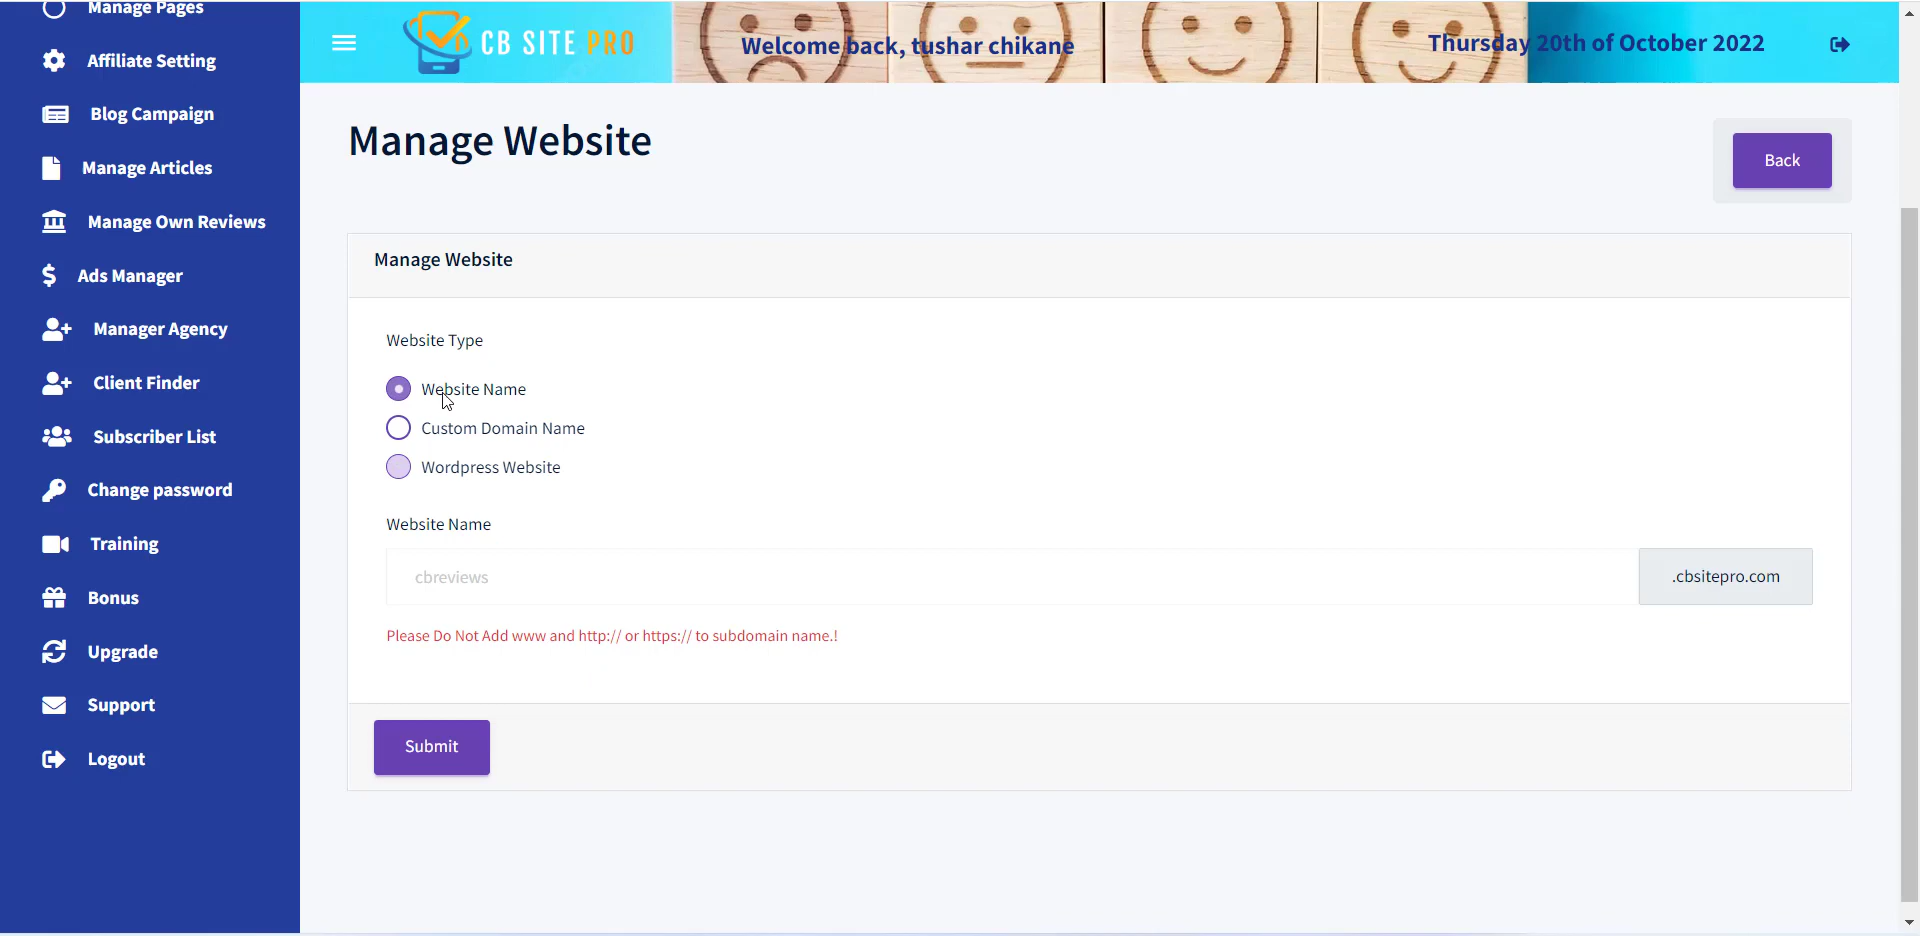 Manage Pages
Affiliate Setting
Blog Campaign
Manage Articles
Manage Own Reviews
Ads Manager
Manager Agency
Client Finder
Subscriber List
Change password
Training
Bonus
Upgrade
Support
Logout
CB SITE PRO
Welcome back, tushar chikane
Thursday 20th of October 2022
Manage Website
Back
Manage Website
Website Type
Website Name
Custom Domain Name
Wordpress Website
Website Name
cbreviews
.cbsitepro.com
Please Do Not Add www and http:// or https:// to subdomain name.!
Submit